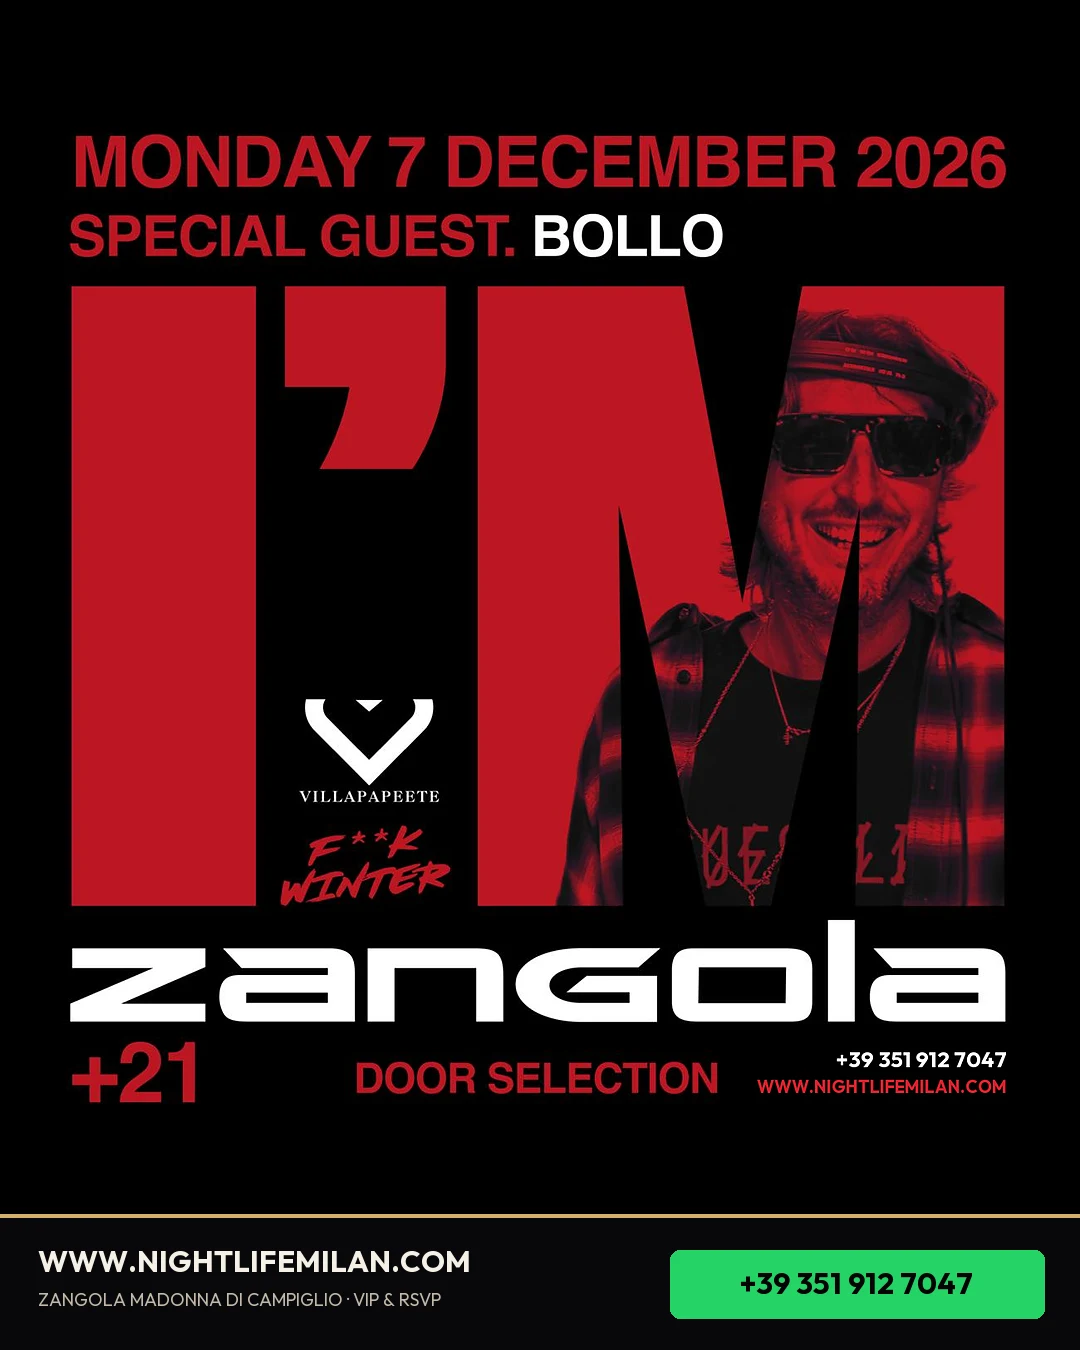 MONDAY 7 DECEMBER 2026
SPECIAL GUEST. BOLLO
I'M
VILLAPAPEETE
F**K
WINTER
zangola
+21
DOOR SELECTION
+39 351 912 7047
WWW.NIGHTLIFEMILAN.COM
WWW.NIGHTLIFEMILAN.COM
ZANGOLA MADONNA DI CAMPIGLIO · VIP & RSVP
+39 351 912 7047